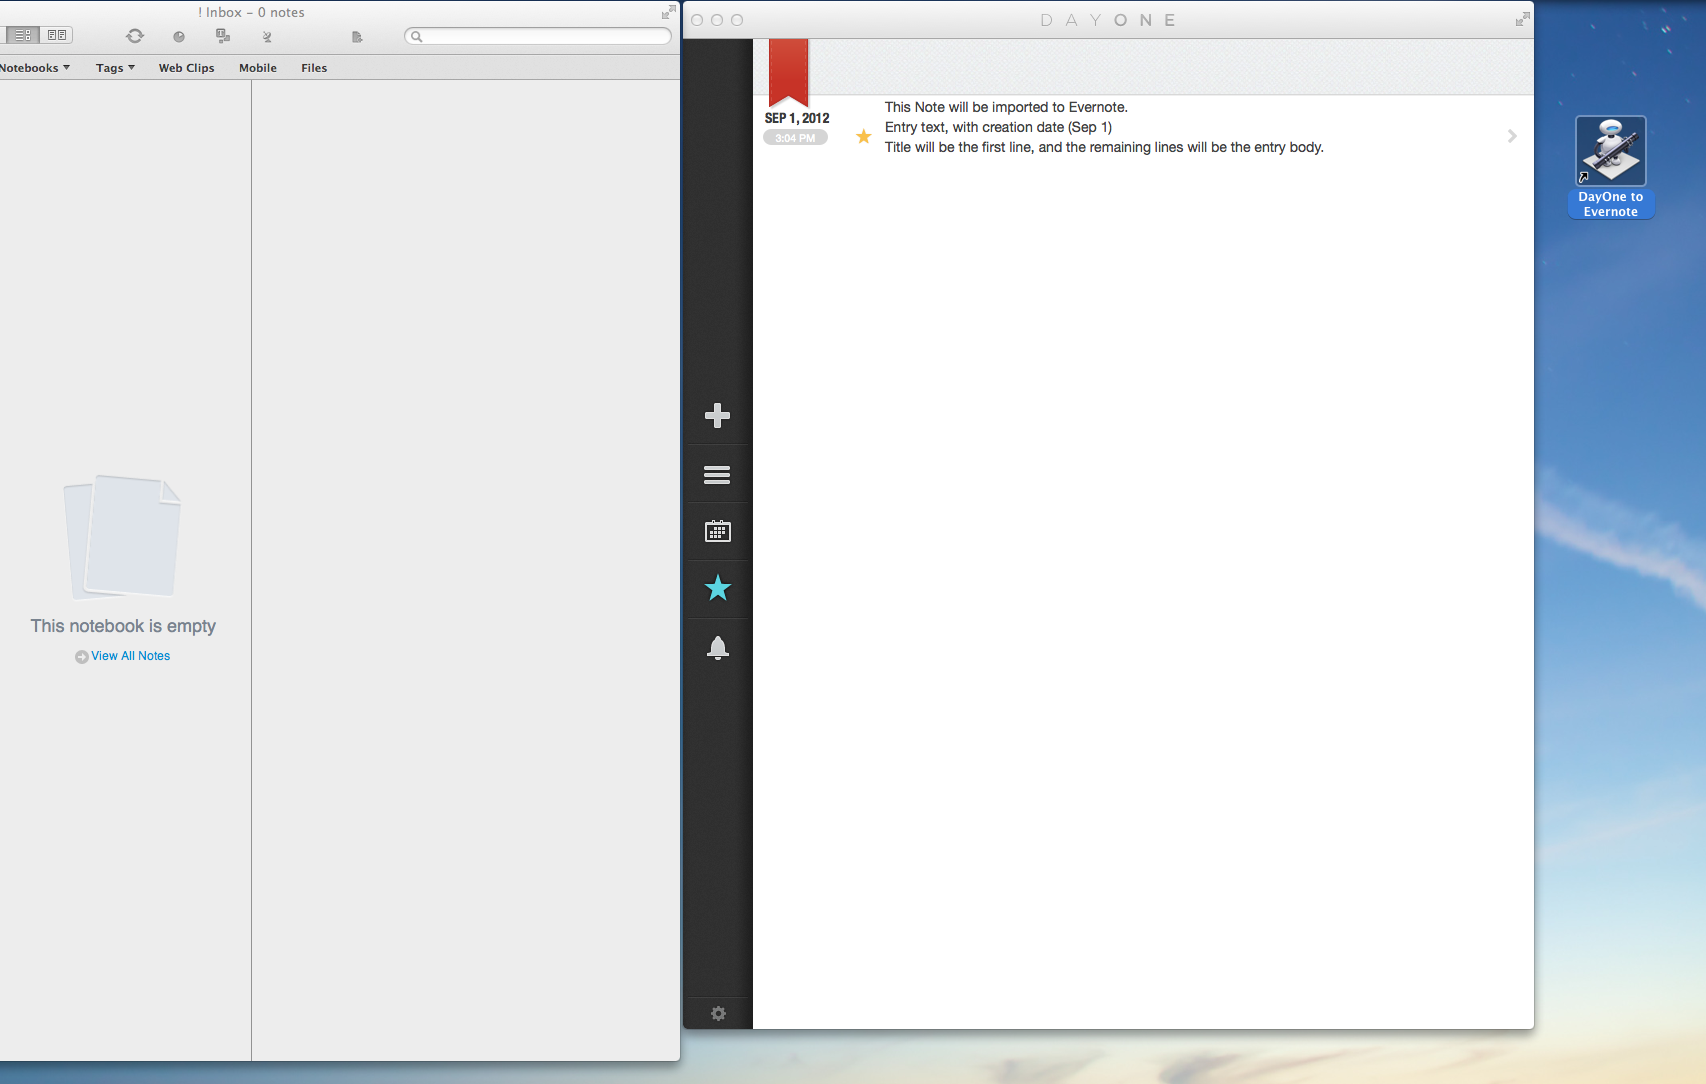 ! Inbox – 0 notes
Notebooks
Tags
Web Clips
Mobile
Files
This notebook is empty
View All Notes
DAYONE
SEP 1, 2012
3:04 PM
This Note will be imported to Evernote.
Entry text, with creation date (Sep 1)
Title will be the first line, and the remaining lines will be the entry body.
DayOne to
Evernote